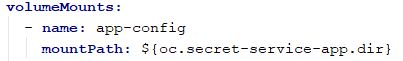 volumeMounts:
  - name: app-config
    mountPath: ${oc.secret-service-app.dir}